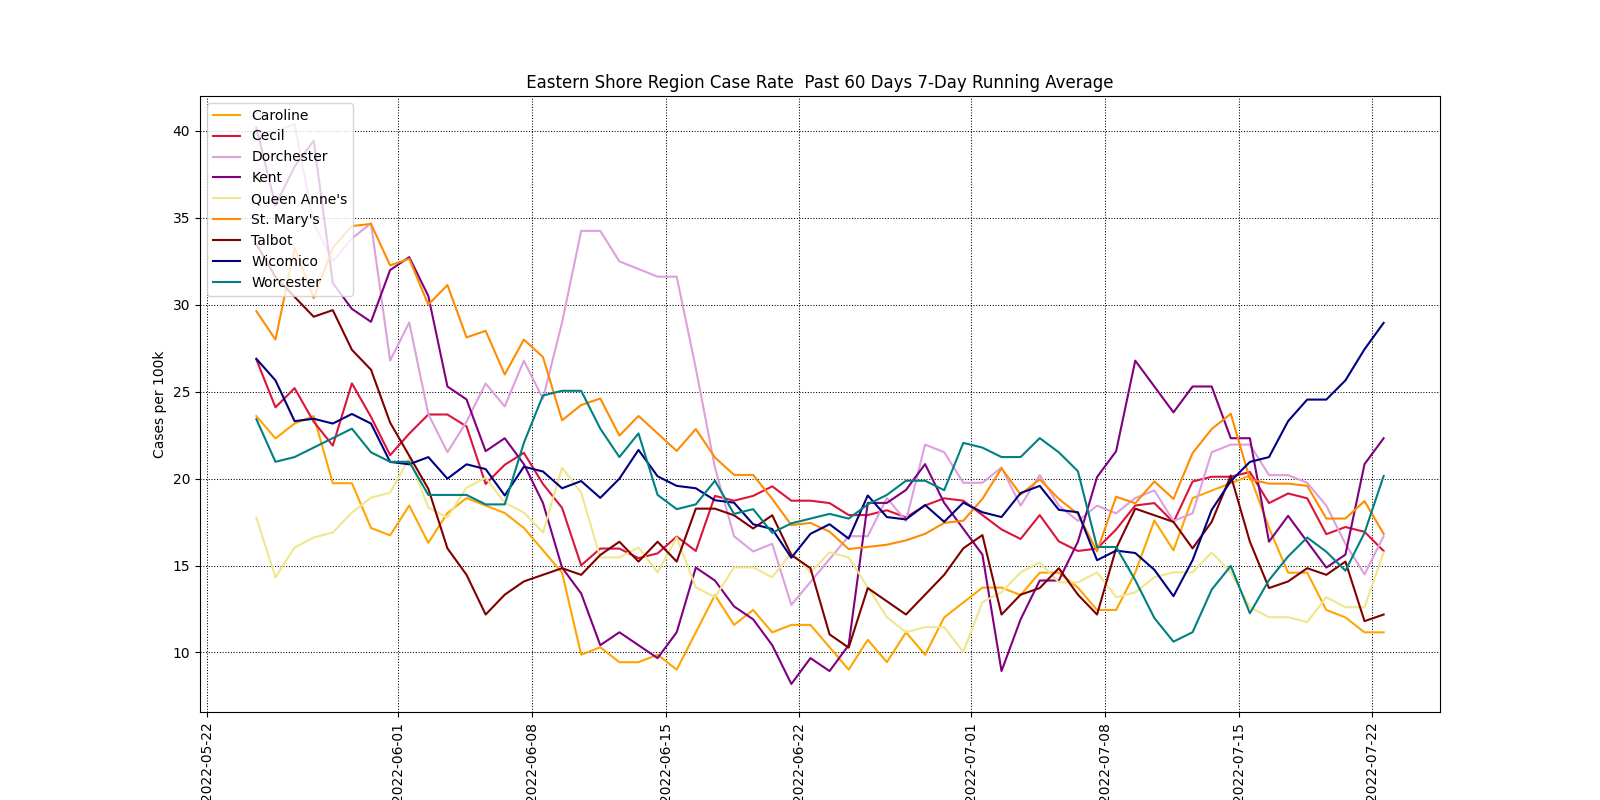 Eastern Shore Region Case Rate  Past 60 Days 7-Day Running Average
Caroline
Cecil
Dorchester
Kent
Queen Anne's
St. Mary's
Talbot
Wicomico
Worcester
Cases per 100k
40
35
30
25
20
15
10
2022-05-22
2022-06-01
2022-06-08
2022-06-15
2022-06-22
2022-07-01
2022-07-08
2022-07-15
2022-07-22